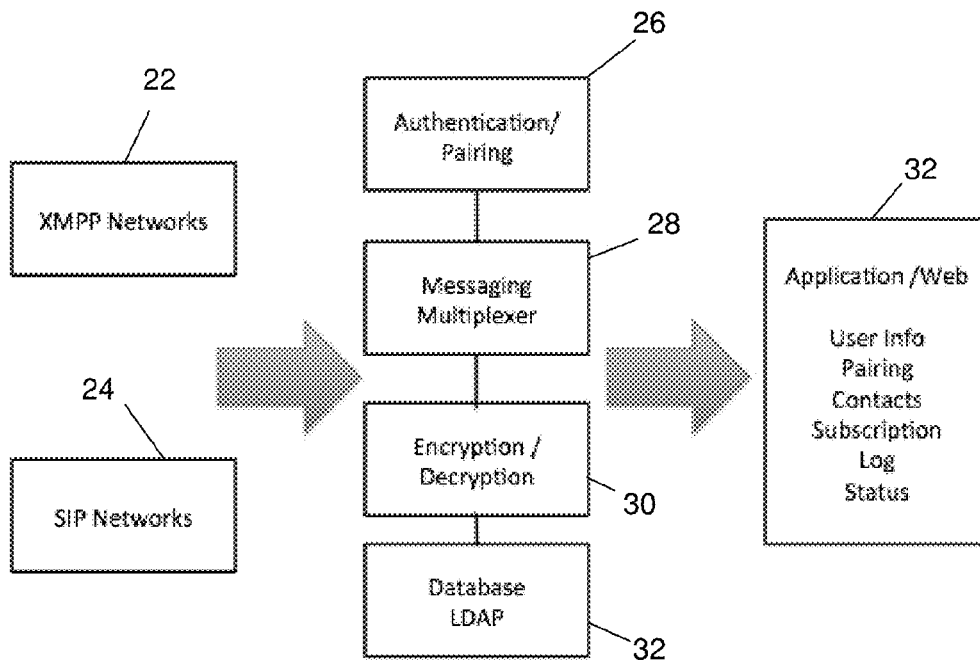 22
XMPP Networks
24
SIP Networks
26
Authentication/
Pairing
28
Messaging
Multiplexer
Encryption /
Decryption
30
Database
LDAP
32
32
Application /Web
User Info
Pairing
Contacts
Subscription
Log
Status